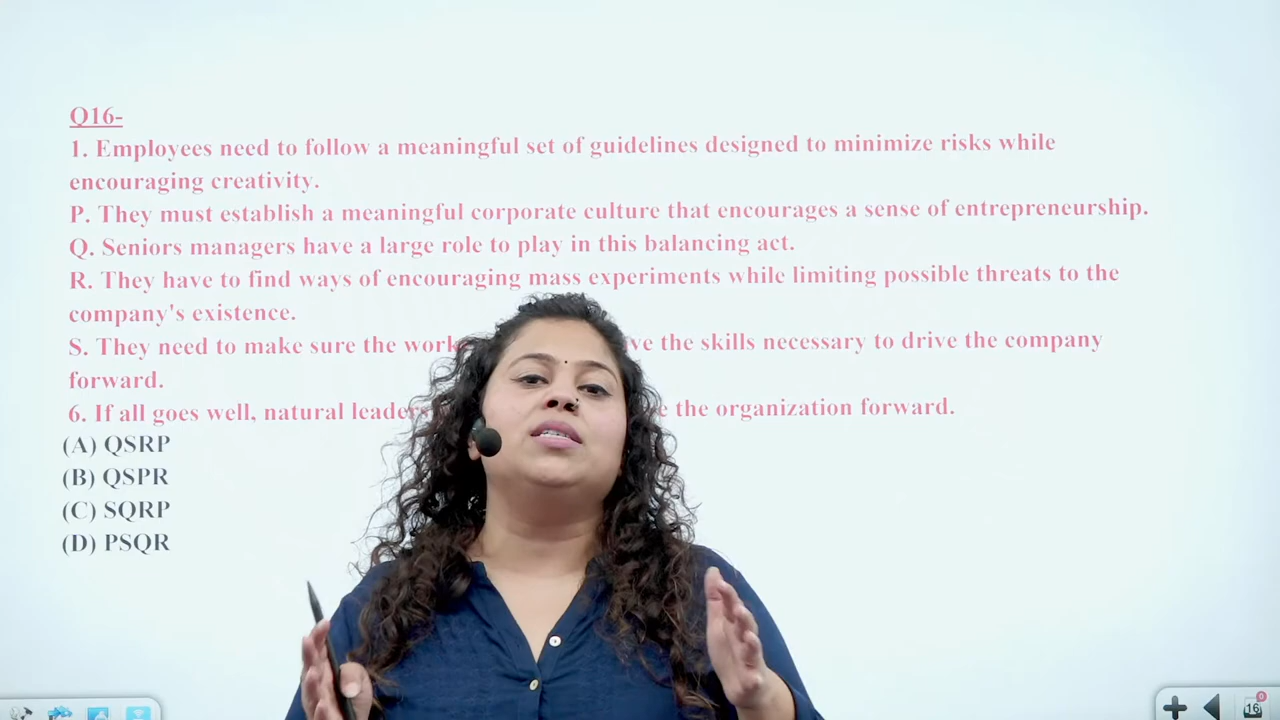 Q16-
1. Employees need to follow a meaningful set of guidelines designed to minimize risks while
encouraging creativity.
P. They must establish a meaningful corporate culture that encourages a sense of entrepreneurship.
Q. Seniors managers have a large role to play in this balancing act.
R. They have to find ways of encouraging mass experiments while limiting possible threats to the
company's existence.
S. They need to make sure the the skills necessary to drive the company
forward.
6. If all goes well, natural leaders the organization forward.
(A) QSRP
(B) QSPR
(C) SQRP
(D) PSQR
16